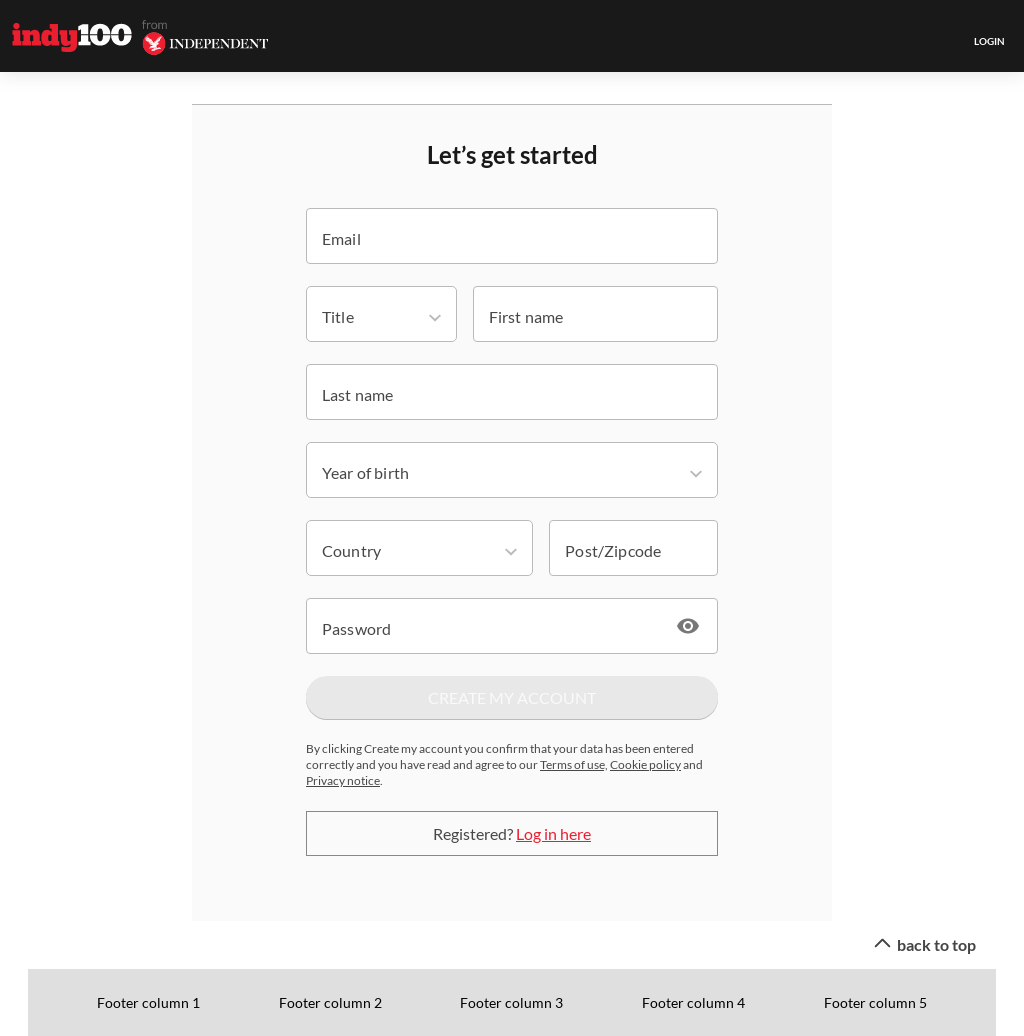 indy100
from
INDEPENDENT
LOGIN
Let’s get started
Email
Title
First name
Last name
Year of birth
Country
Post/Zipcode
Password
CREATE MY ACCOUNT
By clicking Create my account you confirm that your data has been entered
correctly and you have read and agree to our Terms of use, Cookie policy and
Privacy notice.
Registered? Log in here
back to top
Footer column 1
Footer column 2
Footer column 3
Footer column 4
Footer column 5